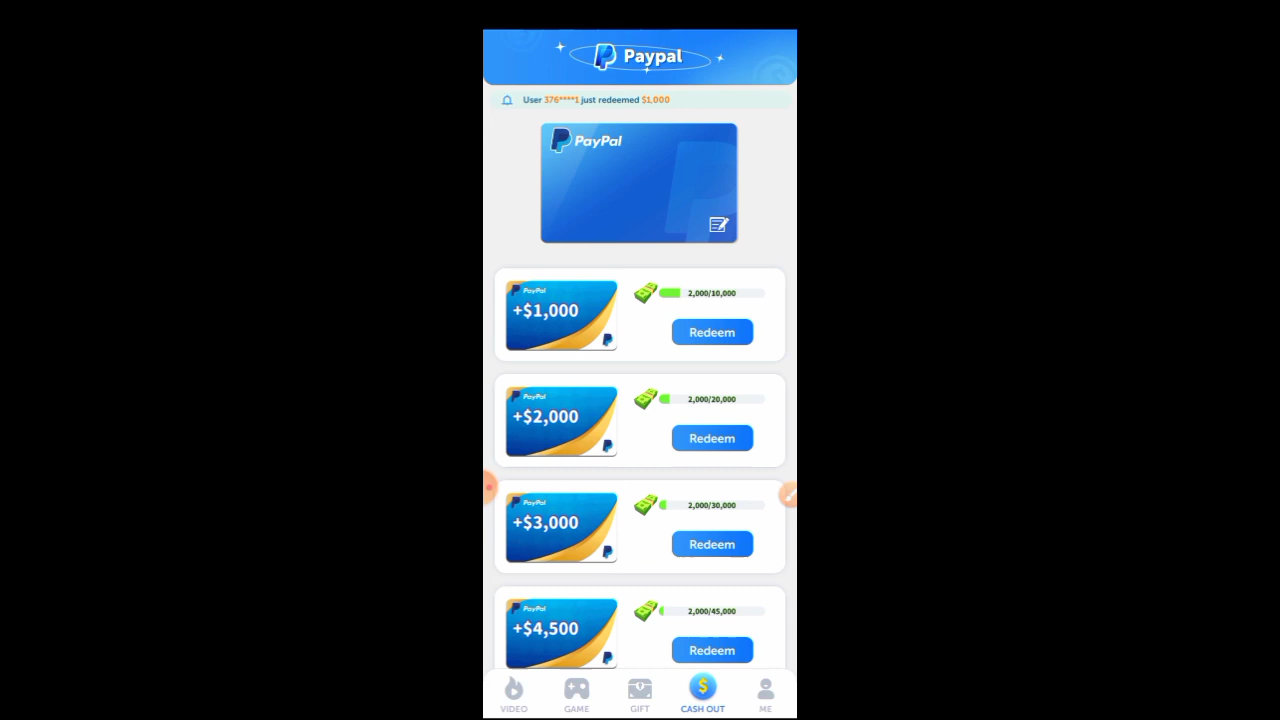 Paypal
User 376****1 just redeemed $1,000
PayPal
PayPal
+$1,000
2,000/10,000
Redeem
PayPal
+$2,000
2,000/20,000
Redeem
PayPal
+$3,000
2,000/30,000
Redeem
PayPal
+$4,500
2,000/45,000
Redeem
VIDEO GAME GIFT CASH OUT ME